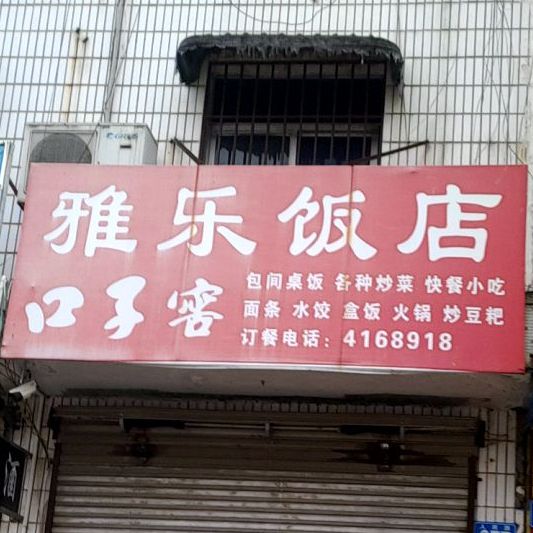 雅乐饭店
口子窖
包间桌饭 各种炒菜 快餐小吃
面条 水饺 盒饭 火锅 炒豆粑
订餐电话：4168918